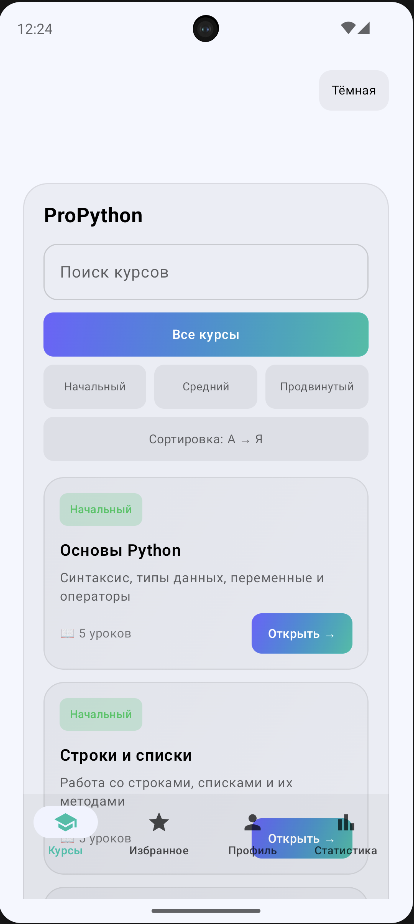 12:24
Тёмная
ProPython
Поиск курсов
Все курсы
Начальный
Средний
Продвинутый
Сортировка: А → Я
Начальный
Основы Python
Синтаксис, типы данных, переменные и
операторы
📖 5 уроков
Открыть →
Начальный
Строки и списки
Работа со строками, списками и их
методами
📖 5 уроков
Открыть →
Курсы
Избранное
Профиль
Статистика